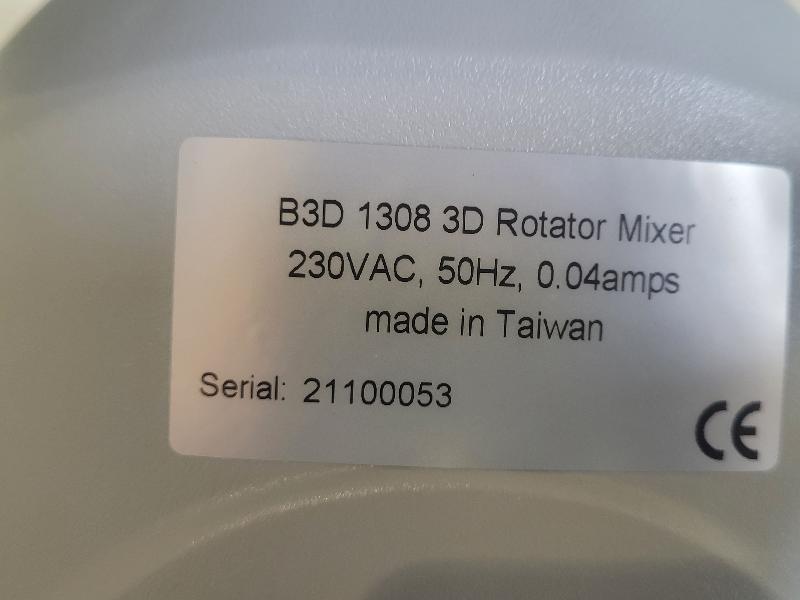 B3D 1308 3D Rotator Mixer
230VAC, 50Hz, 0.04amps
made in Taiwan
Serial: 21100053
CE